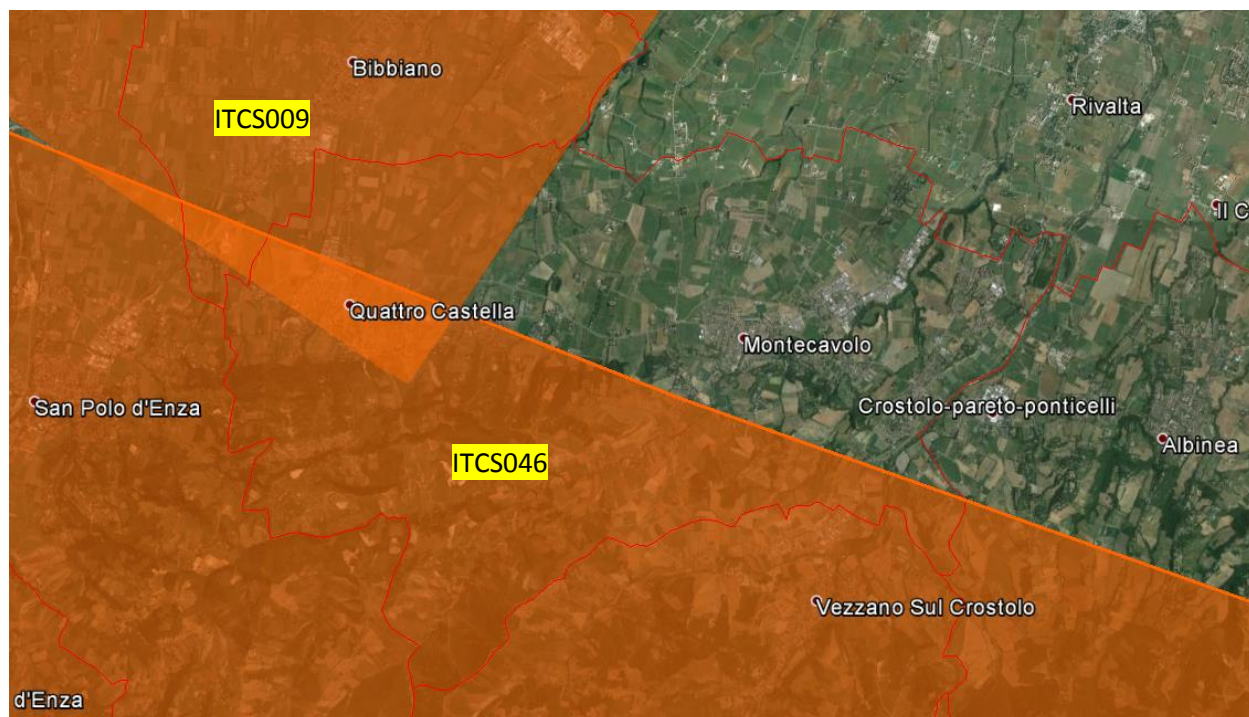 Bibbiano
Rivalta
ITCS009
Il C
Quattro Castella
Montecavolo
San Polo d'Enza
Crostolo-pareto-ponticelli
Albinea
ITCS046
Vezzano Sul Crostolo
d'Enza